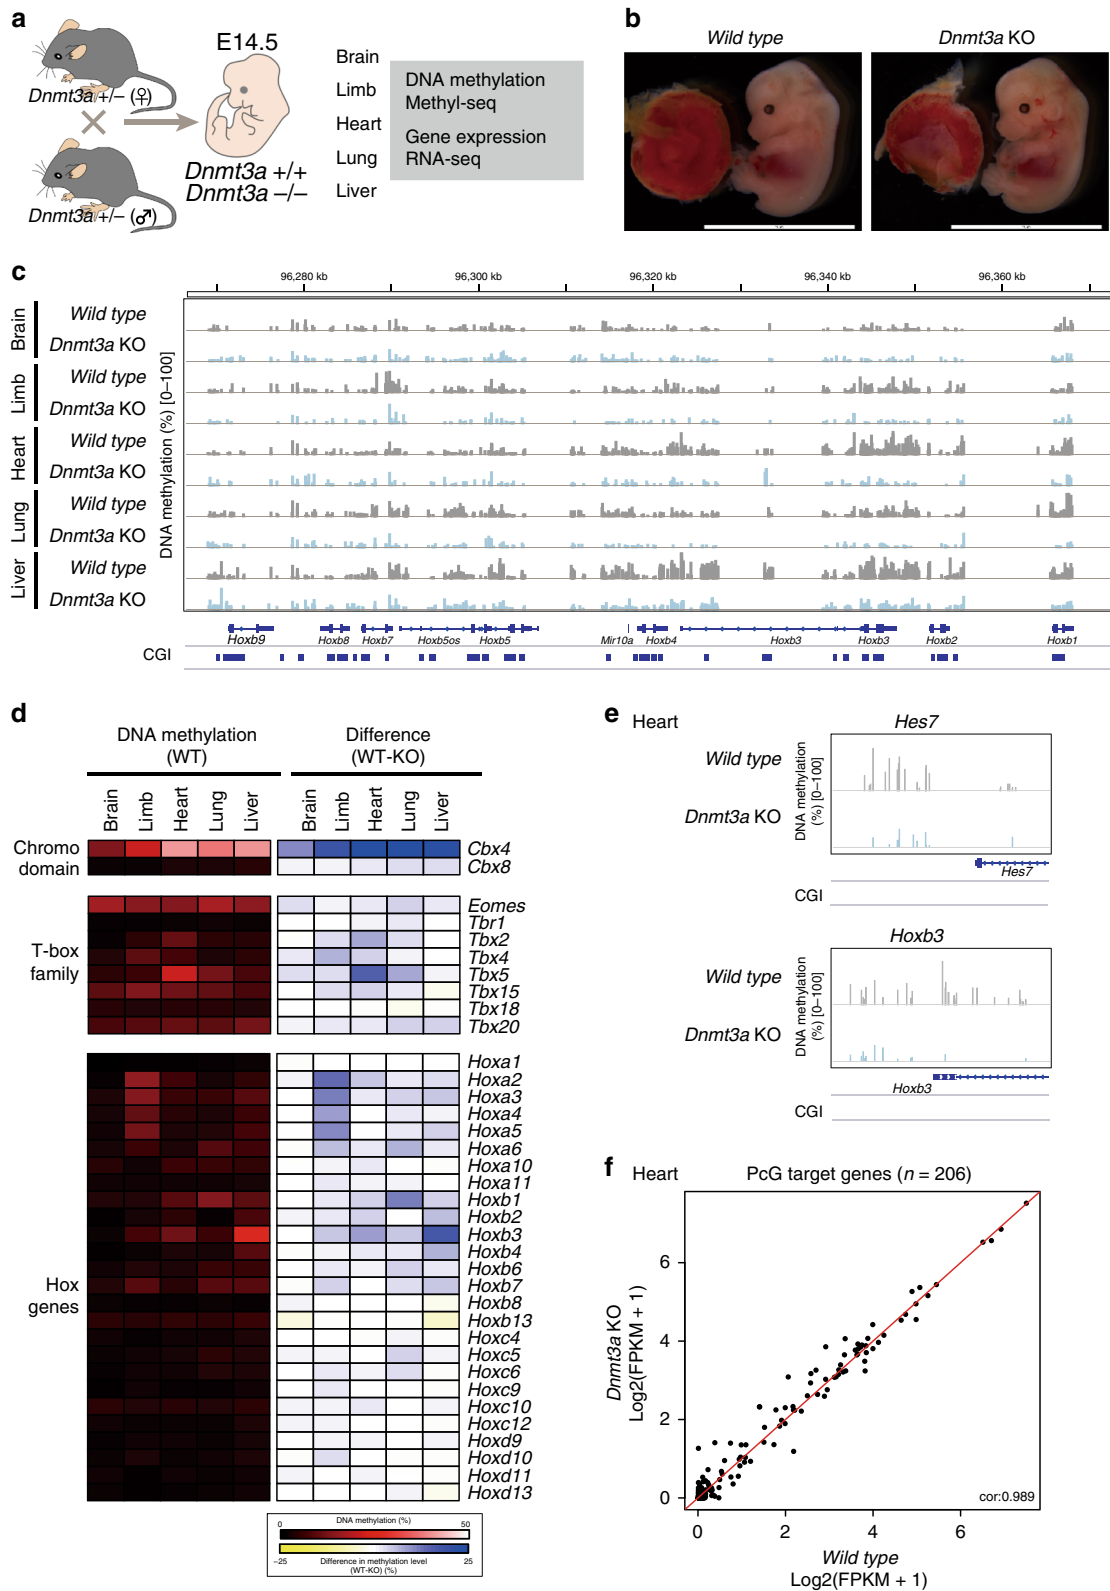 a
E14.5
Dnmt3a +/− (♀)
Dnmt3a +/− (♂)
Dnmt3a +/+
Dnmt3a −/−
Brain
Limb
Heart
Lung
Liver
DNA methylation
Methyl-seq
Gene expression
RNA-seq
b
Wild type
Dnmt3a KO
c
96,280 kb
96,300 kb
96,320 kb
96,340 kb
96,360 kb
Brain
Wild type
Dnmt3a KO
Limb
Wild type
Dnmt3a KO
Heart
Wild type
Dnmt3a KO
Lung
Wild type
Dnmt3a KO
Liver
Wild type
Dnmt3a KO
DNA methylation (%) [0–100]
Hoxb9
Hoxb8
Hoxb7
Hoxb5os
Hoxb5
Mir10a
Hoxb4
Hoxb3
Hoxb3
Hoxb2
Hoxb1
CGI
d
DNA methylation
(WT)
Difference
(WT-KO)
Brain
Limb
Heart
Lung
Liver
Brain
Limb
Heart
Lung
Liver
Chromo
domain
Cbx4
Cbx8
T-box
family
Eomes
Tbr1
Tbx2
Tbx4
Tbx5
Tbx15
Tbx18
Tbx20
Hox
genes
Hoxa1
Hoxa2
Hoxa3
Hoxa4
Hoxa5
Hoxa6
Hoxa10
Hoxa11
Hoxb1
Hoxb2
Hoxb3
Hoxb4
Hoxb6
Hoxb7
Hoxb8
Hoxb13
Hoxc4
Hoxc5
Hoxc6
Hoxc9
Hoxc10
Hoxc12
Hoxd9
Hoxd10
Hoxd11
Hoxd13
0
DNA methylation (%)
50
−25
Difference in methylation level
(WT-KO) (%)
25
e
Heart
Hes7
Wild type
Dnmt3a KO
DNA methylation
(%) [0–100]
Hes7
CGI
Hoxb3
Wild type
Dnmt3a KO
DNA methylation
(%) [0–100]
Hoxb3
CGI
f
Heart
PcG target genes (n = 206)
Dnmt3a KO
Log2(FPKM + 1)
6
4
2
0
cor:0.989
0
2
4
6
Wild type
Log2(FPKM + 1)